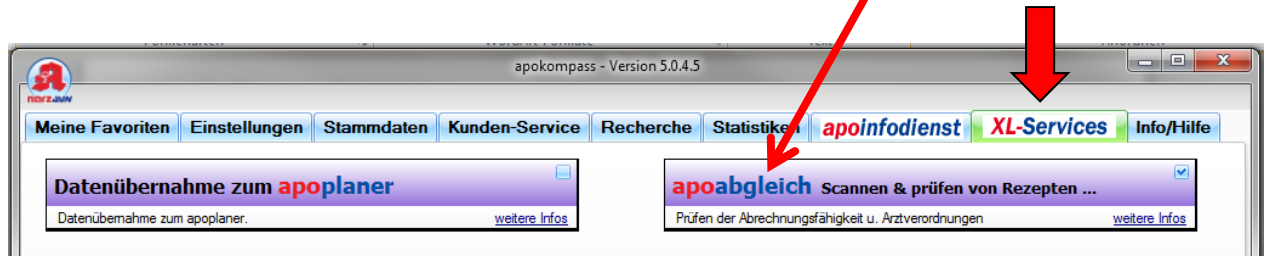 apokompass - Version 5.0.4.5
narz.avn
Meine Favoriten Einstellungen Stammdaten Kunden-Service Recherche Statistiken apoinfodienst XL-Services Info/Hilfe
Datenübernahme zum apoplaner
Datenübernahme zum apoplaner. weitere Infos
apoabgleich Scannen & prüfen von Rezepten ...
Prüfen der Abrechnungsfähigkeit u. Arztverordnungen weitere Infos